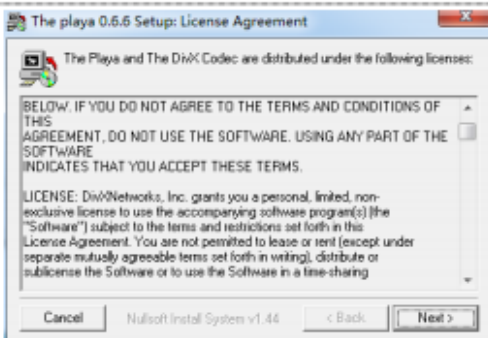 The playa 0.6.6 Setup: License Agreement
The Playa and The DivX Codec are distributed under the following licenses:
BELOW. IF YOU DO NOT AGREE TO THE TERMS AND CONDITIONS OF
THIS
AGREEMENT, DO NOT USE THE SOFTWARE. USING ANY PART OF THE
SOFTWARE
INDICATES THAT YOU ACCEPT THESE TERMS.
LICENSE: DivXNetworks, Inc. grants you a personal, limited, non-
exclusive license to use the accompanying software program(s) (the
"Software") subject to the terms and restrictions set forth in this
License Agreement. You are not permitted to lease or rent (except under
separate mutually agreeable terms set forth in writing), distribute or
sublicense the Software or to use the Software in a time-sharing
Cancel Nullsoft Install System v1.44 < Back Next >